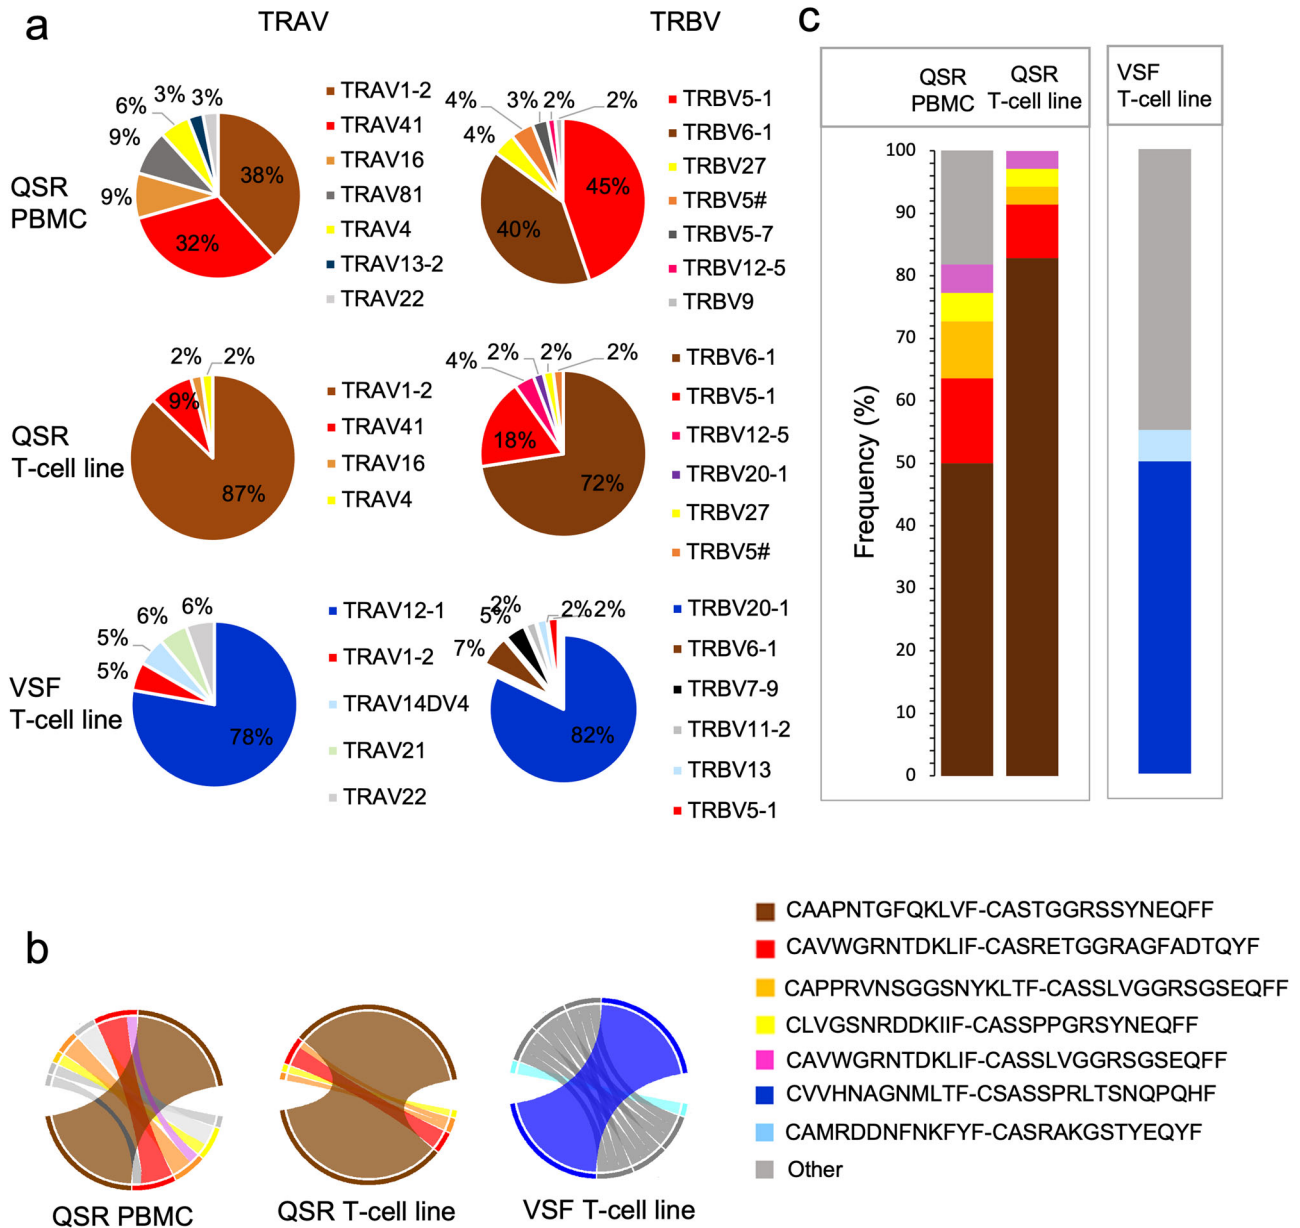 a
TRAV
TRBV
c
QSR
PBMC
38%
32%
9%
9%
6%
3%
3%
TRAV1-2
TRAV41
TRAV16
TRAV81
TRAV4
TRAV13-2
TRAV22
45%
40%
4%
4%
3%
2%
2%
TRBV5-1
TRBV6-1
TRBV27
TRBV5#
TRBV5-7
TRBV12-5
TRBV9
QSR
T-cell line
87%
9%
2%
2%
TRAV1-2
TRAV41
TRAV16
TRAV4
72%
18%
4%
2%
2%
2%
TRBV6-1
TRBV5-1
TRBV12-5
TRBV20-1
TRBV27
TRBV5#
VSF
T-cell line
78%
5%
5%
6%
6%
TRAV12-1
TRAV1-2
TRAV14DV4
TRAV21
TRAV22
82%
7%
5%
2%
2%
2%
TRBV20-1
TRBV6-1
TRBV7-9
TRBV11-2
TRBV13
TRBV5-1
QSR
PBMC
QSR
T-cell line
VSF
T-cell line
Frequency (%)
100
90
80
70
60
50
40
30
20
10
0
b
QSR PBMC
QSR T-cell line
VSF T-cell line
CAAPNTGFQKLVF-CASTGGRSSYNEQFF
CAVWGRNTDKLIF-CASRETGGRAGFADTQYF
CAPPRVNSGGSNYKLTF-CASSLVGGRSGSEQFF
CLVGSNRDDKIIF-CASSPPGRSYNEQFF
CAVWGRNTDKLIF-CASSLVGGRSGSEQFF
CVVHNAGNMLTF-CSASSPRLTSNQPQHF
CAMRDDNFNKFYF-CASRAKGSTYEQYF
Other